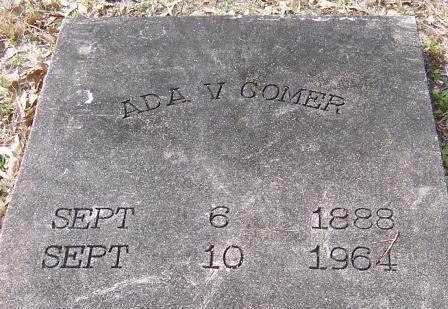 ADA V COMER
SEPT 6 1888
SEPT 10 1964